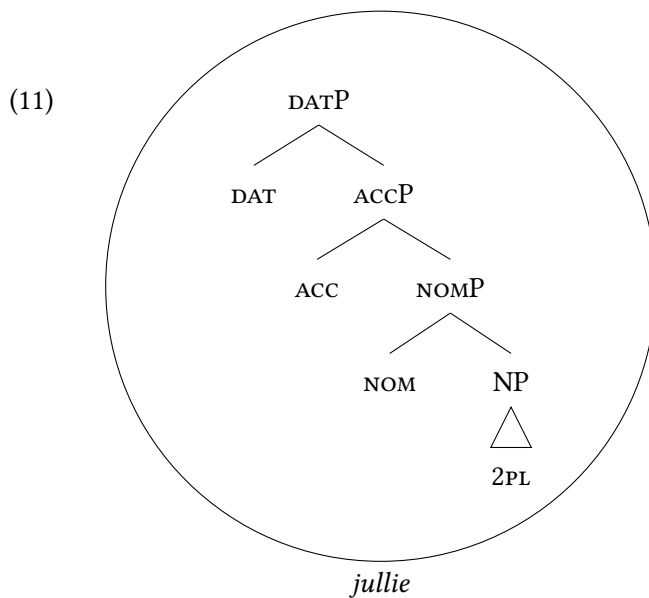 (11)
DATP
DAT ACCP
ACC NOMP
NOM NP
2PL
jullie